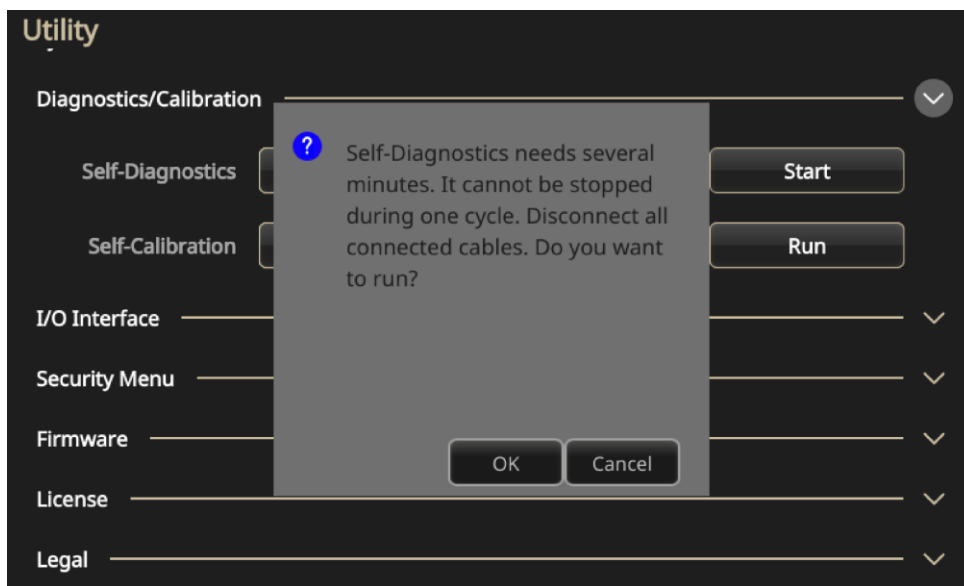 Utility
Diagnostics/Calibration
Self-Diagnostics
Start
Self-Calibration
Run
?
Self-Diagnostics needs several
minutes. It cannot be stopped
during one cycle. Disconnect all
connected cables. Do you want
to run?
OK
Cancel
I/O Interface
Security Menu
Firmware
License
Legal